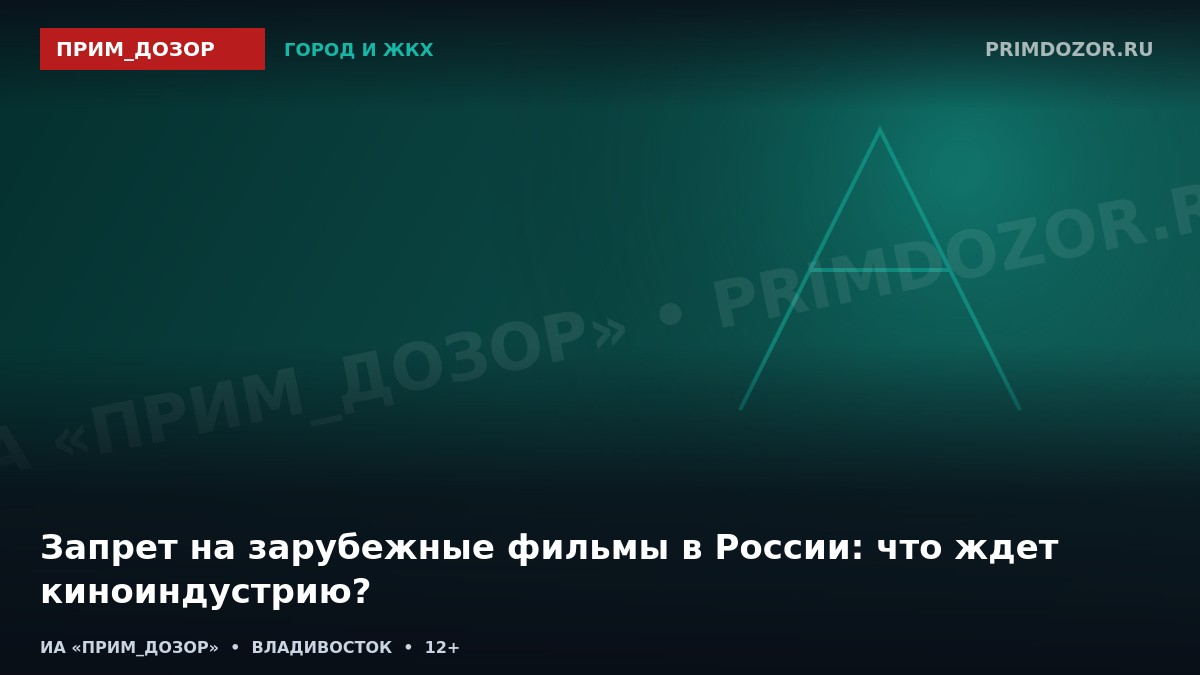 ПРИМ_ДОЗОР
ГОРОД И ЖКХ
PRIMDOZOR.RU
ИА «ПРИМ_ДОЗОР» • PRIMDOZOR.R
Запрет на зарубежные фильмы в России: что ждет
киноиндустрию?
ИА «ПРИМ_ДОЗОР» • ВЛАДИВОСТОК • 12+